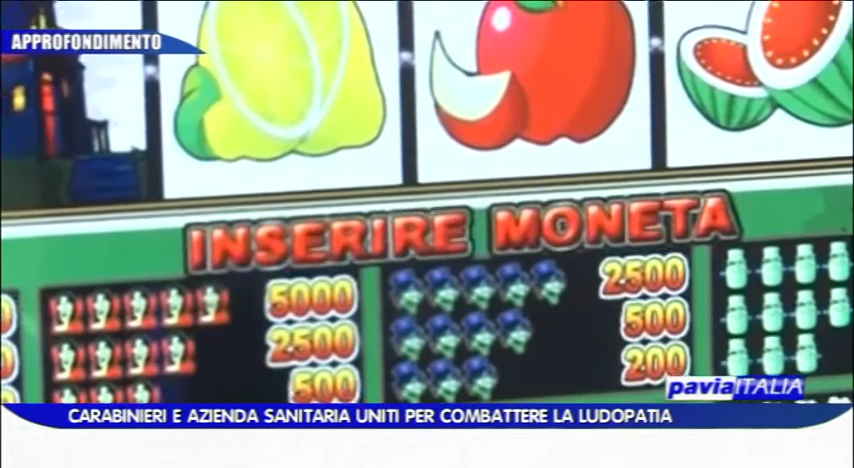 APPROFONDIMENTO
INSERIRE MONETA
5000
2500
500
2500
500
200
paviaITALIA
CARABINIERI E AZIENDA SANITARIA UNITI PER COMBATTERE LA LUDOPATIA